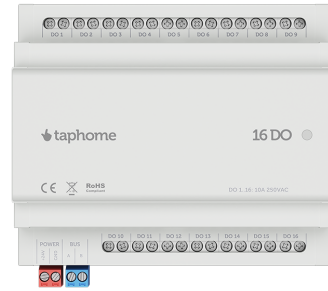 DO 1 DO 2 DO 3 DO 4 DO 5 DO 6 DO 7 DO 8 DO 9
taphome 16 DO
CE RoHS
Compliant
DO 1..16: 10A 250VAC
DO 10 DO 11 DO 12 DO 13 DO 14 DO 15 DO 16
POWER BUS